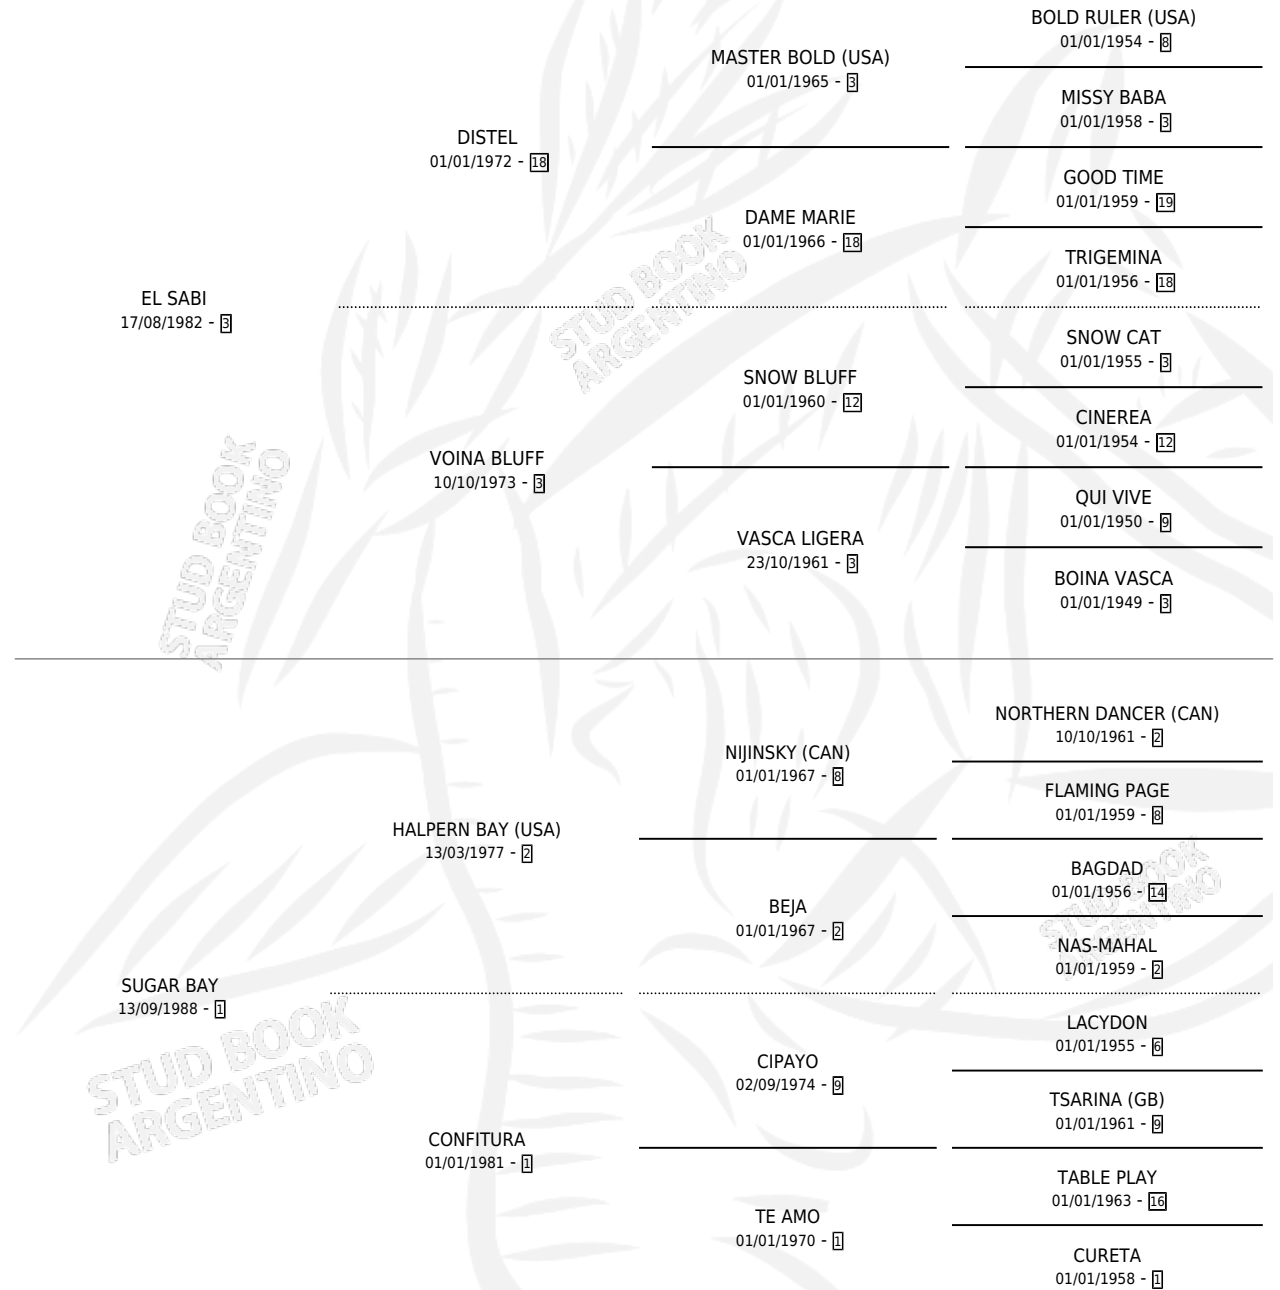 BOLD RULER (USA)
01/01/1954 - 8
MASTER BOLD (USA)
01/01/1965 - 3
MISSY BABA
01/01/1958 - 3
DISTEL
01/01/1972 - 18
GOOD TIME
01/01/1959 - 19
DAME MARIE
01/01/1966 - 18
TRIGEMINA
01/01/1956 - 18
EL SABI
17/08/1982 - 3
STUD BOOK
ARGENTINO
SNOW CAT
01/01/1955 - 3
SNOW BLUFF
01/01/1960 - 12
CINEREA
01/01/1954 - 12
VOINA BLUFF
10/10/1973 - 3
QUI VIVE
01/01/1950 - 9
VASCA LIGERA
23/10/1961 - 3
BOINA VASCA
01/01/1949 - 3
STUD BOOK
ARGENTINO
NORTHERN DANCER (CAN)
10/10/1961 - 2
NIJINSKY (CAN)
01/01/1967 - 8
FLAMING PAGE
01/01/1959 - 8
HALPERN BAY (USA)
13/03/1977 - 2
BAGDAD
01/01/1956 - 14
BEJA
01/01/1967 - 2
NAS-MAHAL
01/01/1959 - 2
STUD BOOK
ARGENTINO
SUGAR BAY
13/09/1988 - 1
LACYDON
01/01/1955 - 6
CIPAYO
02/09/1974 - 9
TSARINA (GB)
01/01/1961 - 9
STUD BOOK
ARGENTINO
CONFITURA
01/01/1981 - 1
TABLE PLAY
01/01/1963 - 16
TE AMO
01/01/1970 - 1
CURETA
01/01/1958 - 1